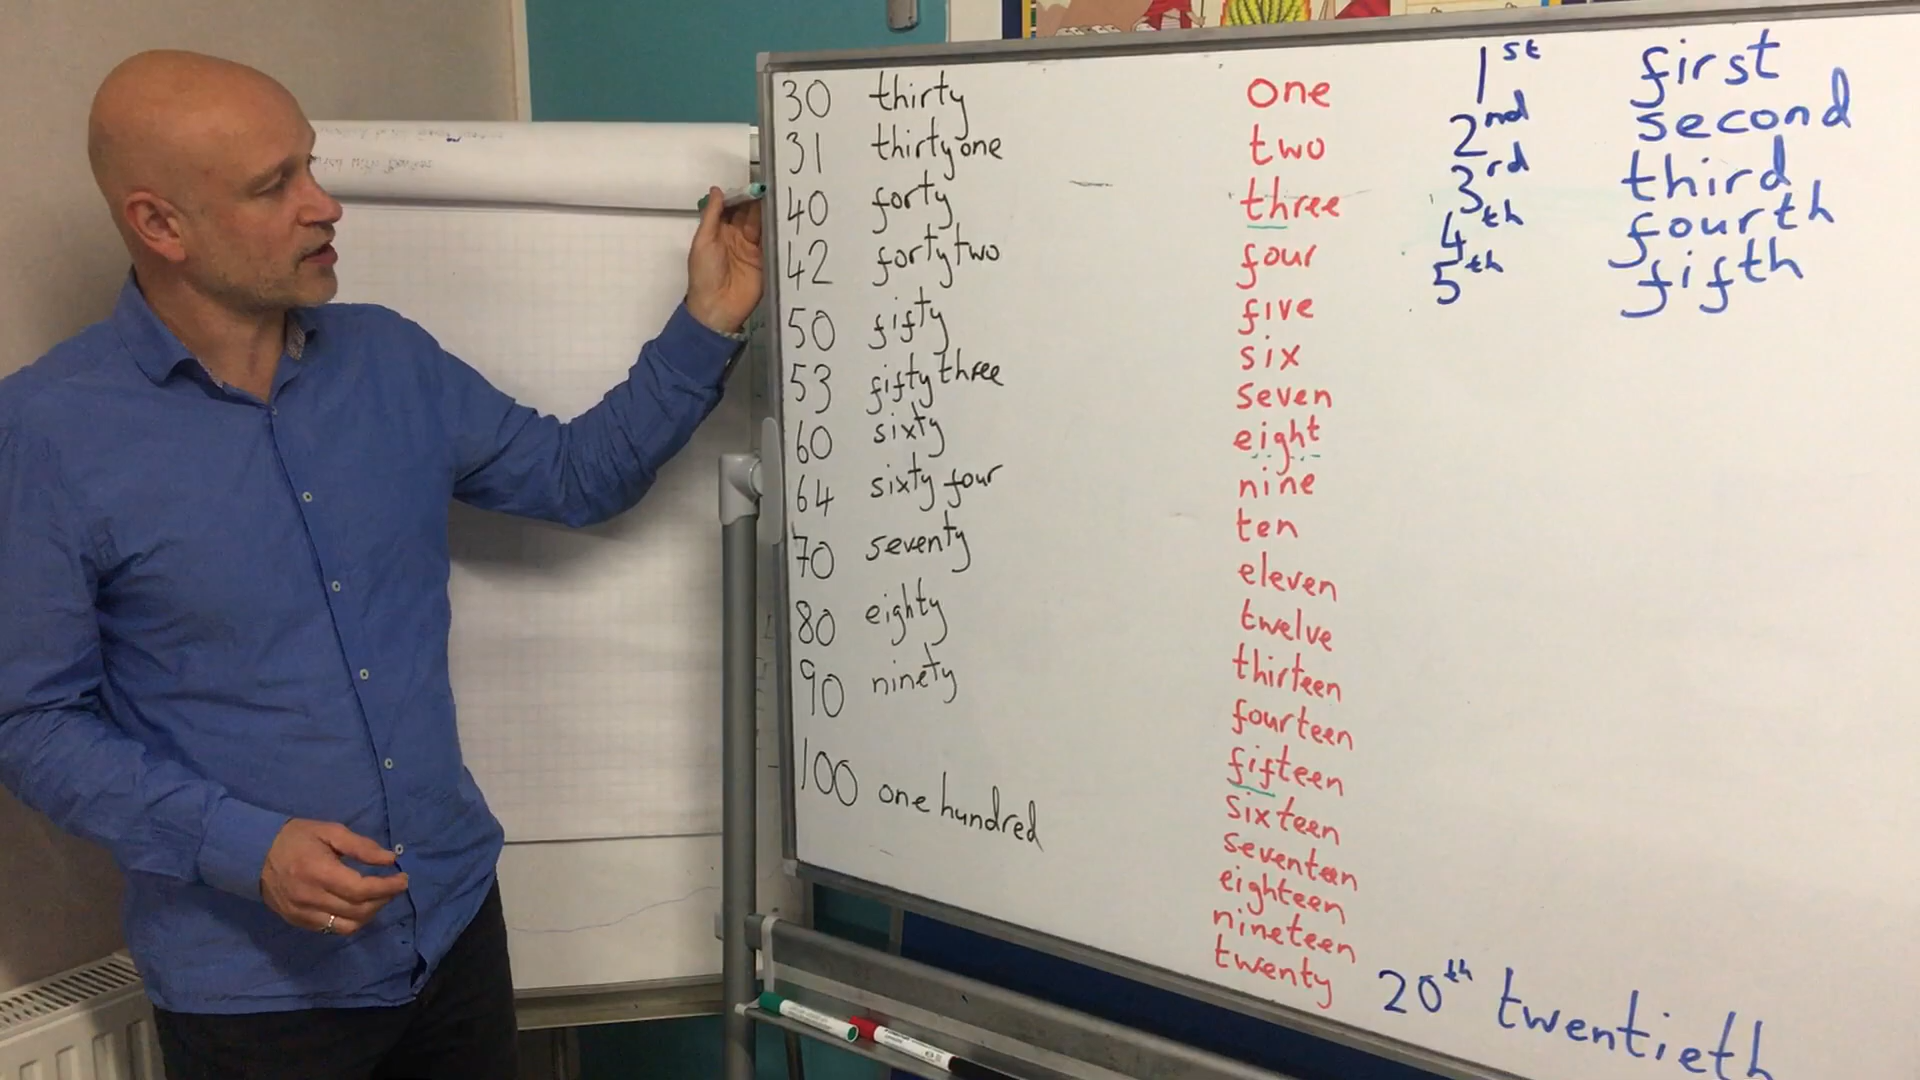 30 thirty
31 thirty one
40 forty
42 forty two
50 fifty
53 fifty three
60 sixty
64 sixty four
70 seventy
80 eighty
90 ninety
100 one hundred
one
two
three
four
five
six
seven
eight
nine
ten
eleven
twelve
thirteen
fourteen
fifteen
sixteen
seventeen
eighteen
nineteen
twenty
1st first
2nd second
3rd third
4th fourth
5th fifth
20th twentieth